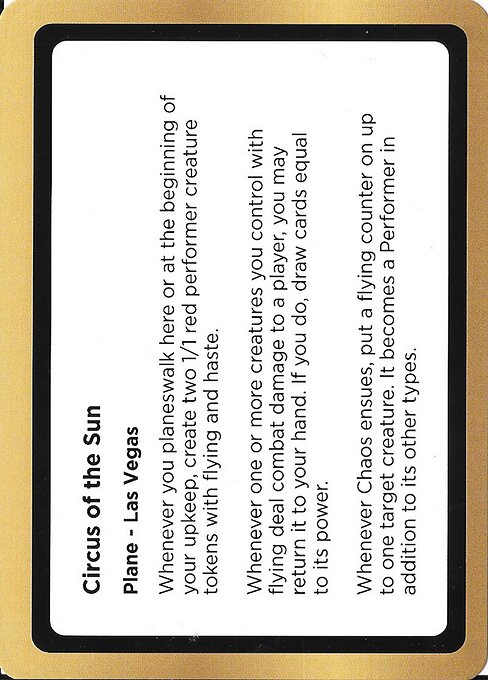 Circus of the Sun
Plane - Las Vegas
Whenever you planeswalk here or at the beginning of
your upkeep, create two 1/1 red performer creature
tokens with flying and haste.
Whenever one or more creatures you control with
flying deal combat damage to a player, you may
return it to your hand. If you do, draw cards equal
to its power.
Whenever Chaos ensues, put a flying counter on up
to one target creature. It becomes a Performer in
addition to its other types.